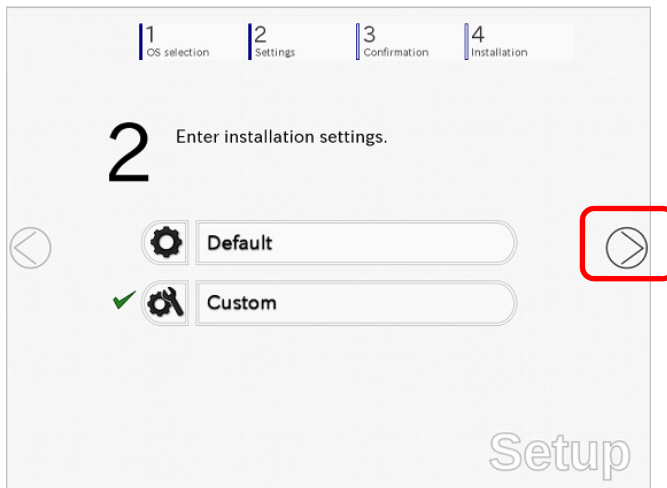 1
OS selection
2
Settings
3
Confirmation
4
Installation
2
Enter installation settings.
Default
Custom
Setup